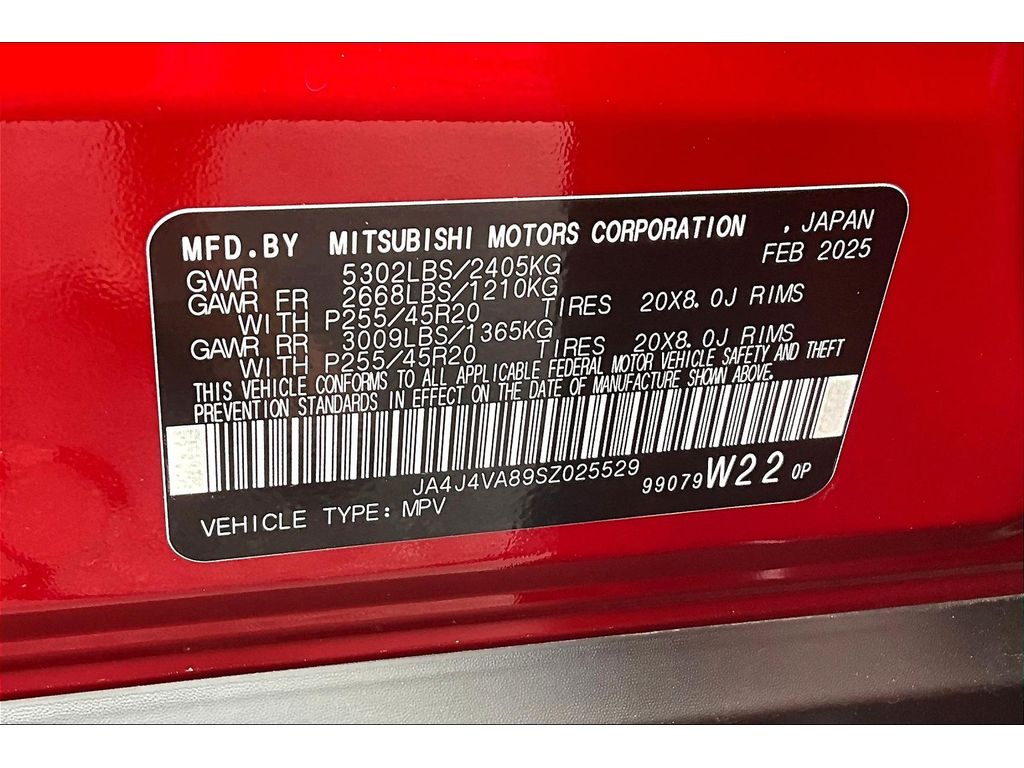 MFD.BY MITSUBISHI MOTORS CORPORATION , JAPAN
GVWR 5302LBS/2405KG FEB 2025
GAWR FR 2668LBS/1210KG
WITH P255/45R20 TIRES 20X8.0J RIMS
GAWR RR 3009LBS/1365KG
WITH P255/45R20 TIRES 20X8.0J RIMS
THIS VEHICLE CONFORMS TO ALL APPLICABLE FEDERAL MOTOR VEHICLE SAFETY AND THEFT
PREVENTION STANDARDS IN EFFECT ON THE DATE OF MANUFACTURE SHOWN ABOVE.
JA4J4VA89SZ025529 99079 W22 OP
VEHICLE TYPE: MPV